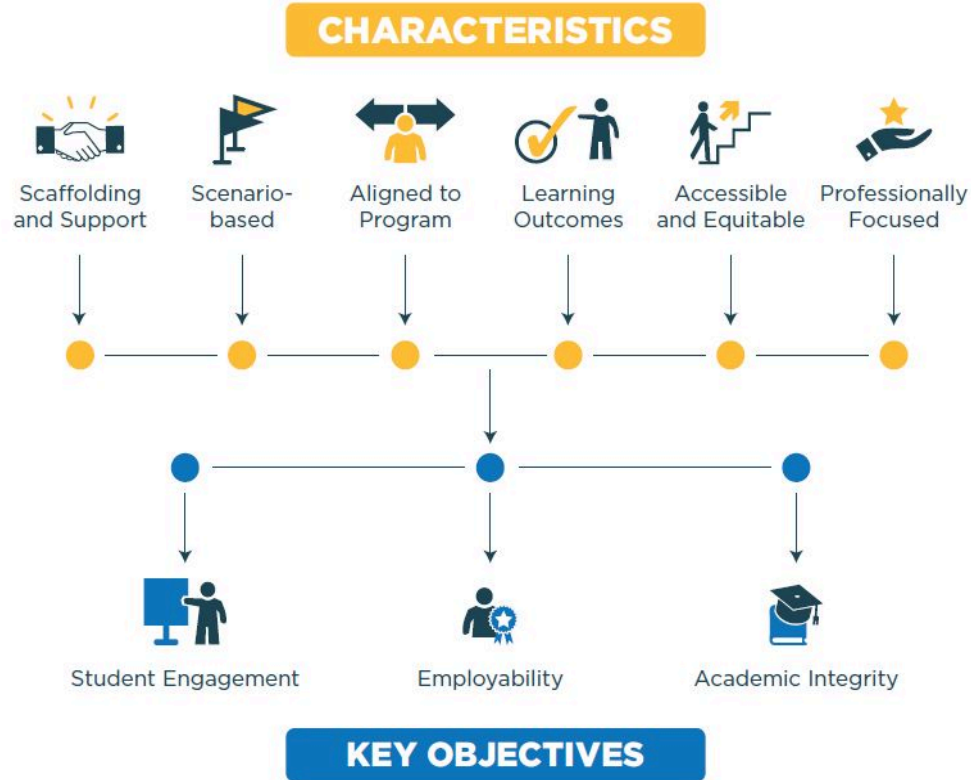 CHARACTERISTICS
Scaffolding
and Support
Scenario-
based
Aligned to
Program
Learning
Outcomes
Accessible
and Equitable
Professionally
Focused
Student Engagement
Employability
Academic Integrity
KEY OBJECTIVES